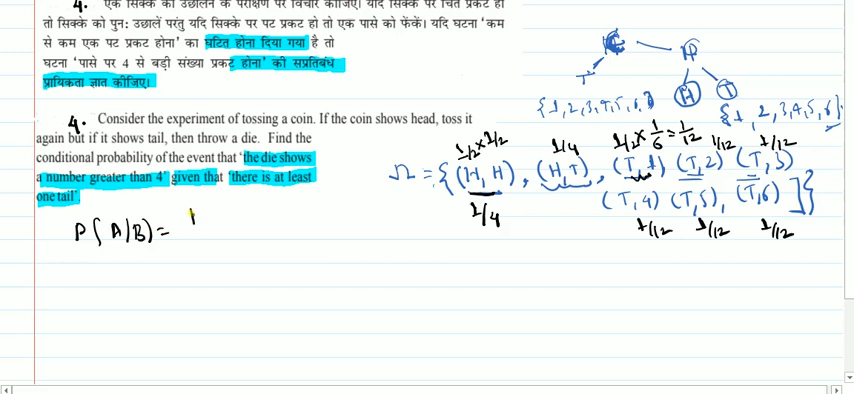 4. एक सिक्के को उछालने के परीक्षण पर विचार कीजिए। यदि सिक्के पर चित प्रकट हो
तो सिक्के को पुनः उछालें परंतु यदि सिक्के पर पट प्रकट हो तो एक पासे को फेंकें। यदि घटना 'कम
से कम एक पट प्रकट होना' का घटित होना दिया गया है तो
घटना 'पासे पर 4 से बड़ी संख्या प्रकट होना' की सप्रतिबंध
प्रायिकता ज्ञात कीजिए।
4. Consider the experiment of tossing a coin. If the coin shows head, toss it
again but if it shows tail, then throw a die. Find the
conditional probability of the event that 'the die shows
a number greater than 4' given that 'there is at least
one tail'.
P(A/B) =
T H T
{1,2,3,4,5,6} {1,2,3,4,5,6}
1/2 × 1/2 1/4 1/2 × 1/6 = 1/12 1/12 1/12
Ω = {(H, H), (H,T), (T,1) (T,2) (T,3)
(T,4) (T,5), (T,6)}
1/4 1/12 1/12 1/12